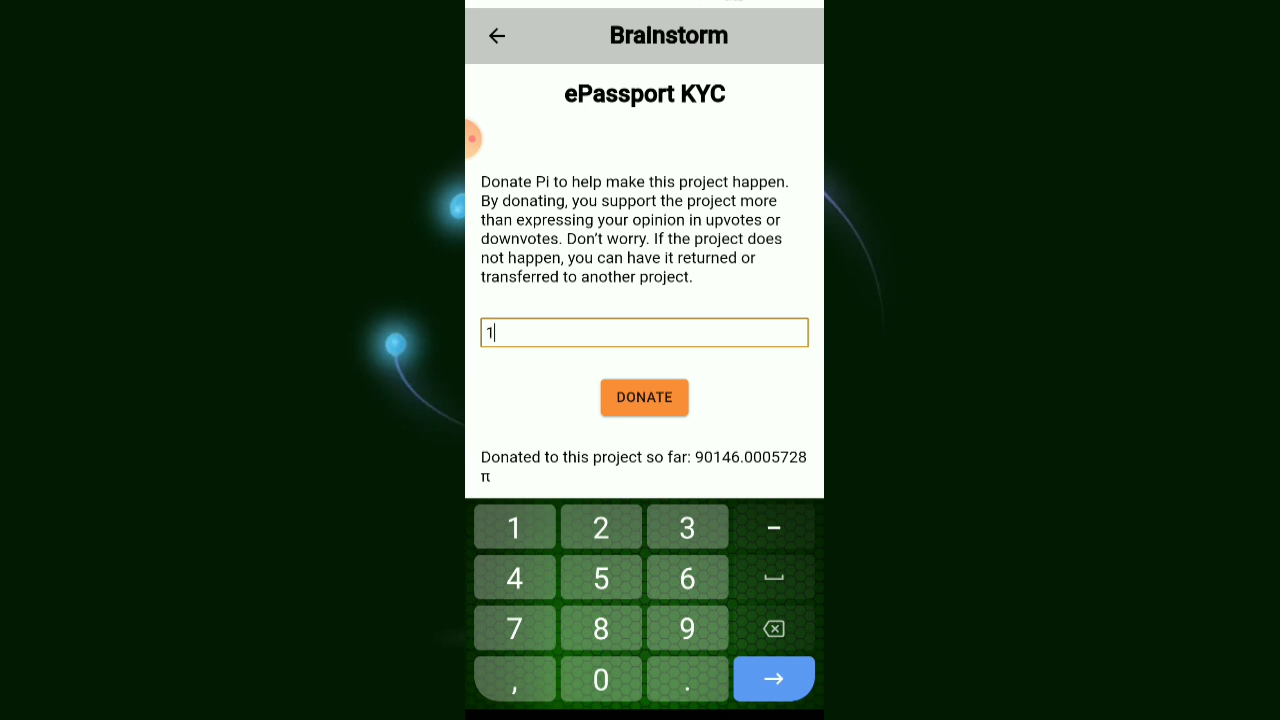 Brainstorm
ePassport KYC
Donate Pi to help make this project happen.
By donating, you support the project more
than expressing your opinion in upvotes or
downvotes. Don’t worry. If the project does
not happen, you can have it returned or
transferred to another project.
1
DONATE
Donated to this project so far: 90146.0005728
π
1 2 3 −
4 5 6
7 8 9
, 0 .